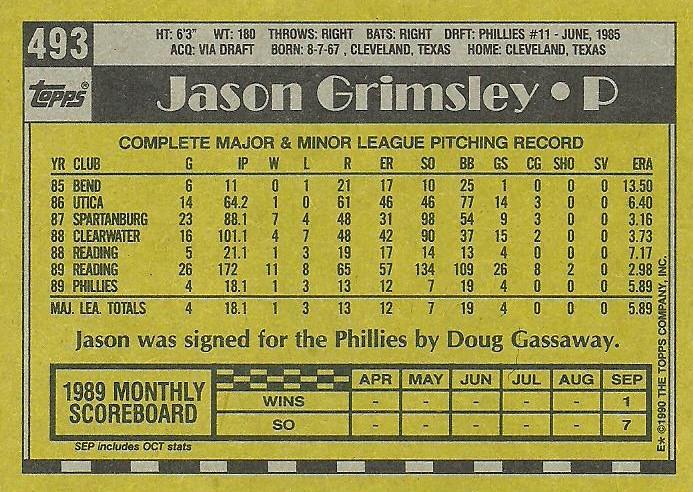 493
HT: 6'3" WT: 180 THROWS: RIGHT BATS: RIGHT DRFT: PHILLIES #11 - JUNE, 1985
ACQ: VIA DRAFT BORN: 8-7-67 , CLEVELAND, TEXAS HOME: CLEVELAND, TEXAS
topps
Jason Grimsley • P
COMPLETE MAJOR & MINOR LEAGUE PITCHING RECORD
YR CLUB G IP W L R ER SO BB GS CG SHO SV ERA
85 BEND 6 11 0 1 21 17 10 25 1 0 0 0 13.50
86 UTICA 14 64.2 1 0 61 46 46 77 14 3 0 0 6.40
87 SPARTANBURG 23 88.1 7 4 48 31 98 54 9 3 0 0 3.16
88 CLEARWATER 16 101.1 4 7 48 42 90 37 15 2 0 0 3.73
88 READING 5 21.1 1 3 19 17 14 13 4 0 0 0 7.17
89 READING 26 172 11 8 65 57 134 109 26 8 2 0 2.98
89 PHILLIES 4 18.1 1 3 13 12 7 19 4 0 0 0 5.89
MAJ. LEA. TOTALS 4 18.1 1 3 13 12 7 19 4 0 0 0 5.89
Jason was signed for the Phillies by Doug Gassaway.
1989 MONTHLY
SCOREBOARD
APR MAY JUN JUL AUG SEP
WINS - - - - - 1
SO - - - - - 7
SEP includes OCT stats
E* ©1990 THE TOPPS COMPANY, INC.